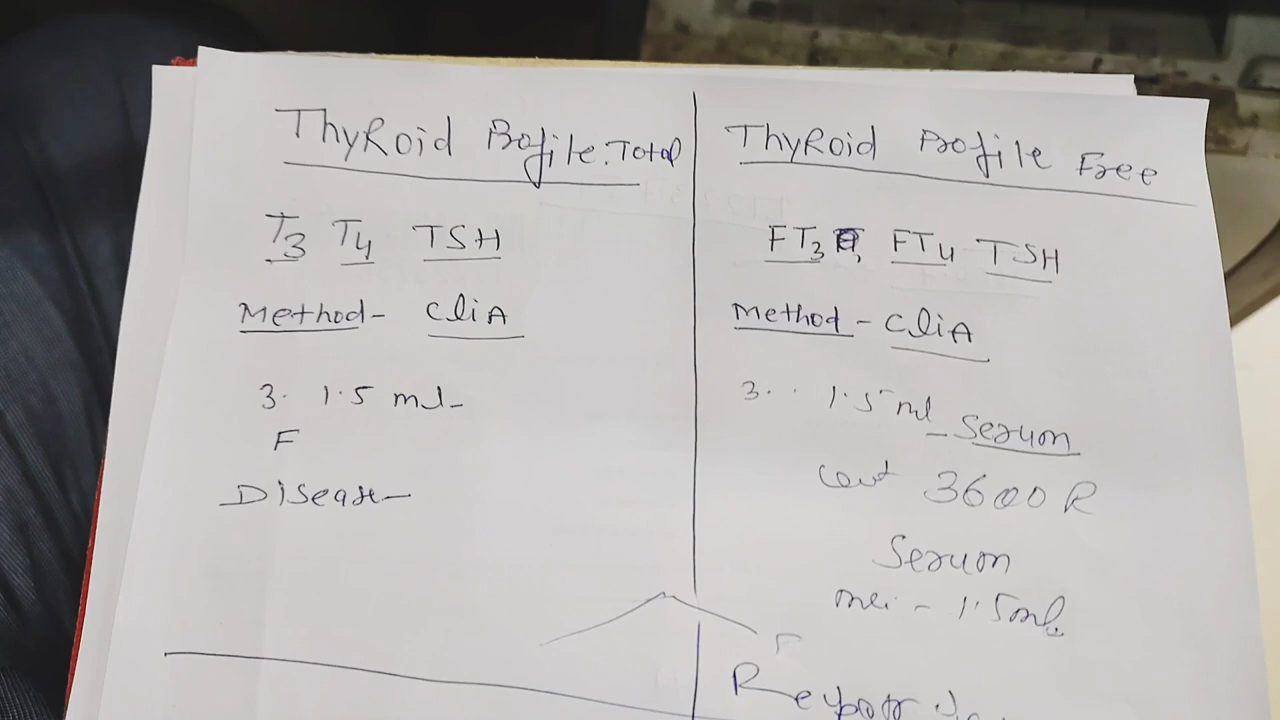 ThyRoid Profile.Total
T3 T4 TSH
Method- CliA
3. 1.5 ml-
F
Disease-
ThyRoid Profile Free
FT3 FT4 TSH
Method - CliA
3. 1.5 ml
- Serum
3600 R
Serum
- 1.5ml.